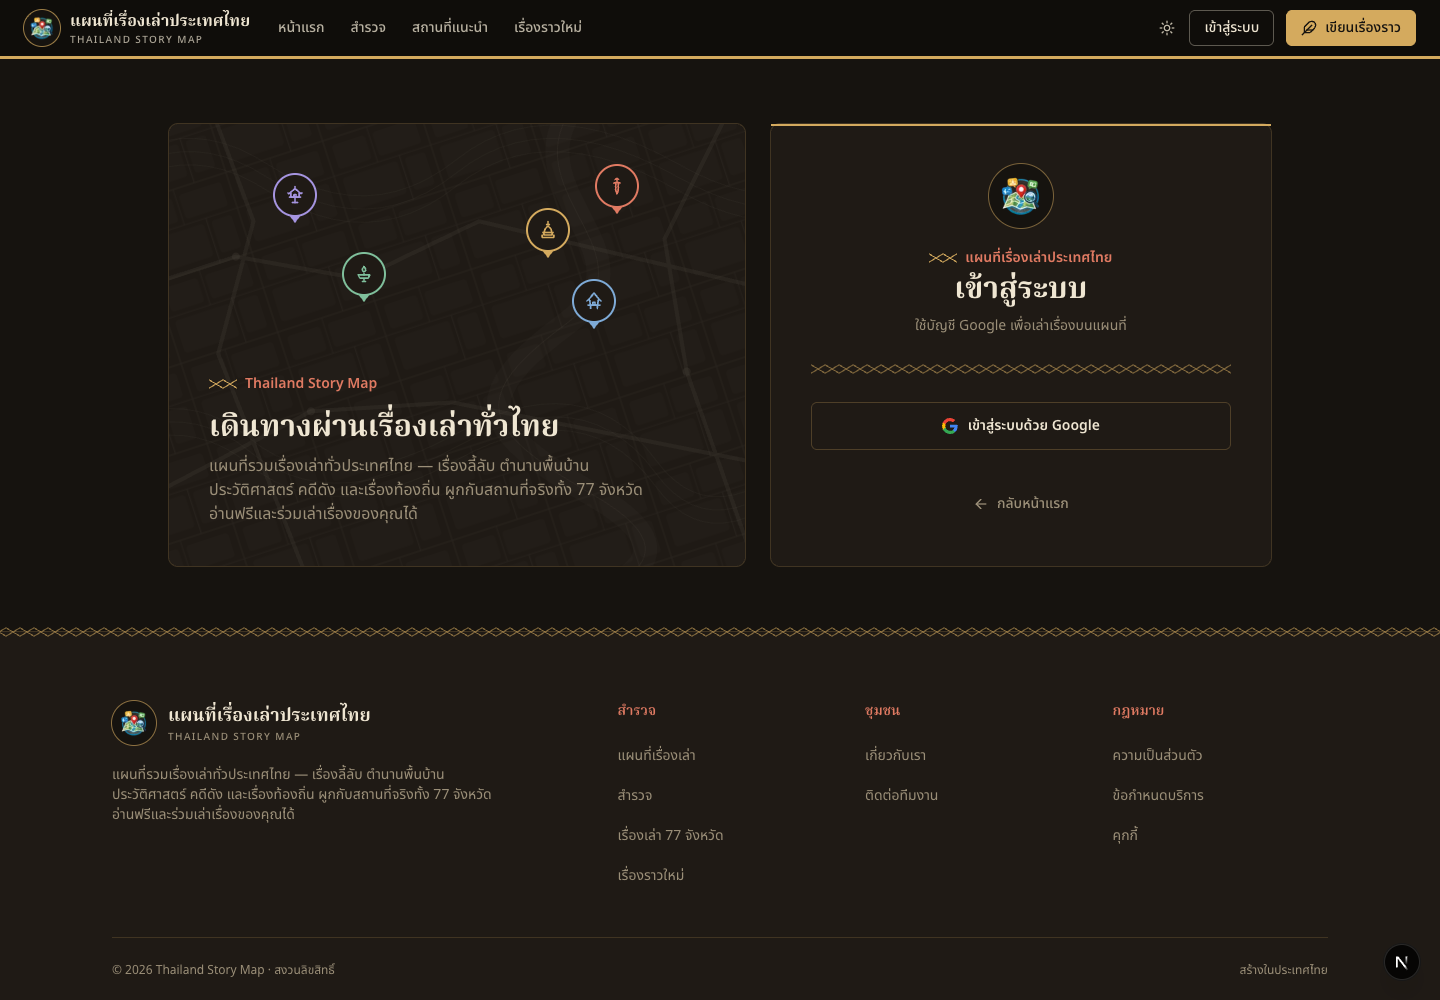 แผนที่เรื่องเล่าประเทศไทย
THAILAND STORY MAP
หน้าแรก
สำรวจ
สถานที่แนะนำ
เรื่องราวใหม่
เข้าสู่ระบบ
เขียนเรื่องราว
Thailand Story Map
เดินทางผ่านเรื่องเล่าทั่วไทย
แผนที่รวมเรื่องเล่าทั่วประเทศไทย — เรื่องลี้ลับ ตำนานพื้นบ้าน
ประวัติศาสตร์ คดีดัง และเรื่องท้องถิ่น ผูกกับสถานที่จริงทั้ง 77 จังหวัด
อ่านฟรีและร่วมเล่าเรื่องของคุณได้
แผนที่เรื่องเล่าประเทศไทย
เข้าสู่ระบบ
ใช้บัญชี Google เพื่อเล่าเรื่องบนแผนที่
เข้าสู่ระบบด้วย Google
กลับหน้าแรก
แผนที่เรื่องเล่าประเทศไทย
THAILAND STORY MAP
แผนที่รวมเรื่องเล่าทั่วประเทศไทย — เรื่องลี้ลับ ตำนานพื้นบ้าน
ประวัติศาสตร์ คดีดัง และเรื่องท้องถิ่น ผูกกับสถานที่จริงทั้ง 77 จังหวัด
อ่านฟรีและร่วมเล่าเรื่องของคุณได้
สำรวจ
แผนที่เรื่องเล่า
สำรวจ
เรื่องเล่า 77 จังหวัด
เรื่องราวใหม่
ชุมชน
เกี่ยวกับเรา
ติดต่อทีมงาน
กฎหมาย
ความเป็นส่วนตัว
ข้อกำหนดบริการ
คุกกี้
© 2026 Thailand Story Map · สงวนลิขสิทธิ์
สร้างในประเทศไทย
N